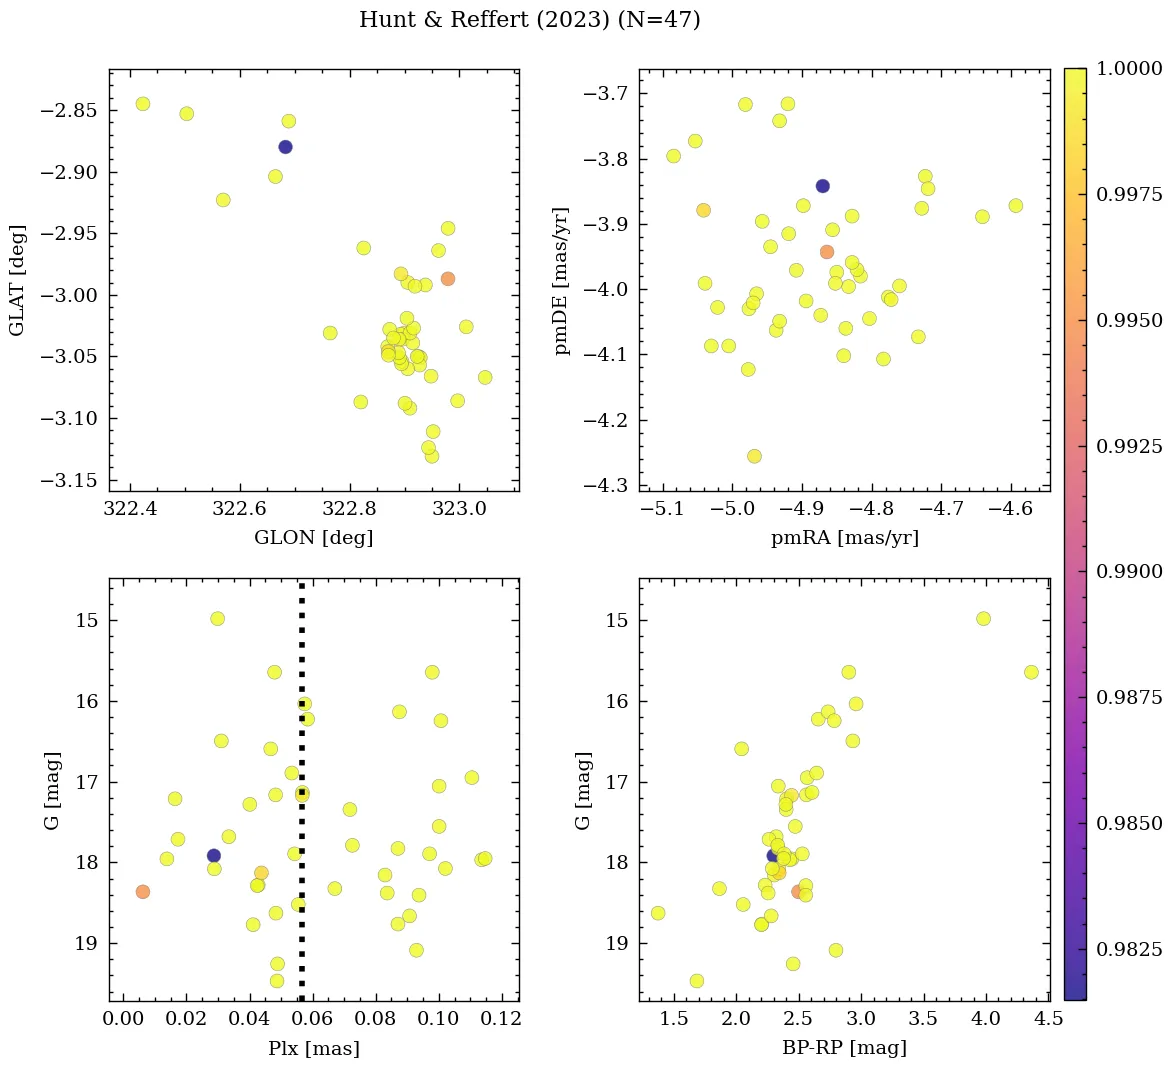 Hunt & Reffert (2023) (N=47)
−2.85
−2.90
−2.95
−3.00
−3.05
−3.10
−3.15
GLAT [deg]
322.4 322.6 322.8 323.0
GLON [deg]
−3.7
−3.8
−3.9
−4.0
−4.1
−4.2
−4.3
pmDE [mas/yr]
−5.1 −5.0 −4.9 −4.8 −4.7 −4.6
pmRA [mas/yr]
1.0000
0.9975
0.9950
0.9925
0.9900
0.9875
0.9850
0.9825
15
16
17
18
19
G [mag]
0.00 0.02 0.04 0.06 0.08 0.10 0.12
Plx [mas]
15
16
17
18
19
G [mag]
1.5 2.0 2.5 3.0 3.5 4.0 4.5
BP-RP [mag]